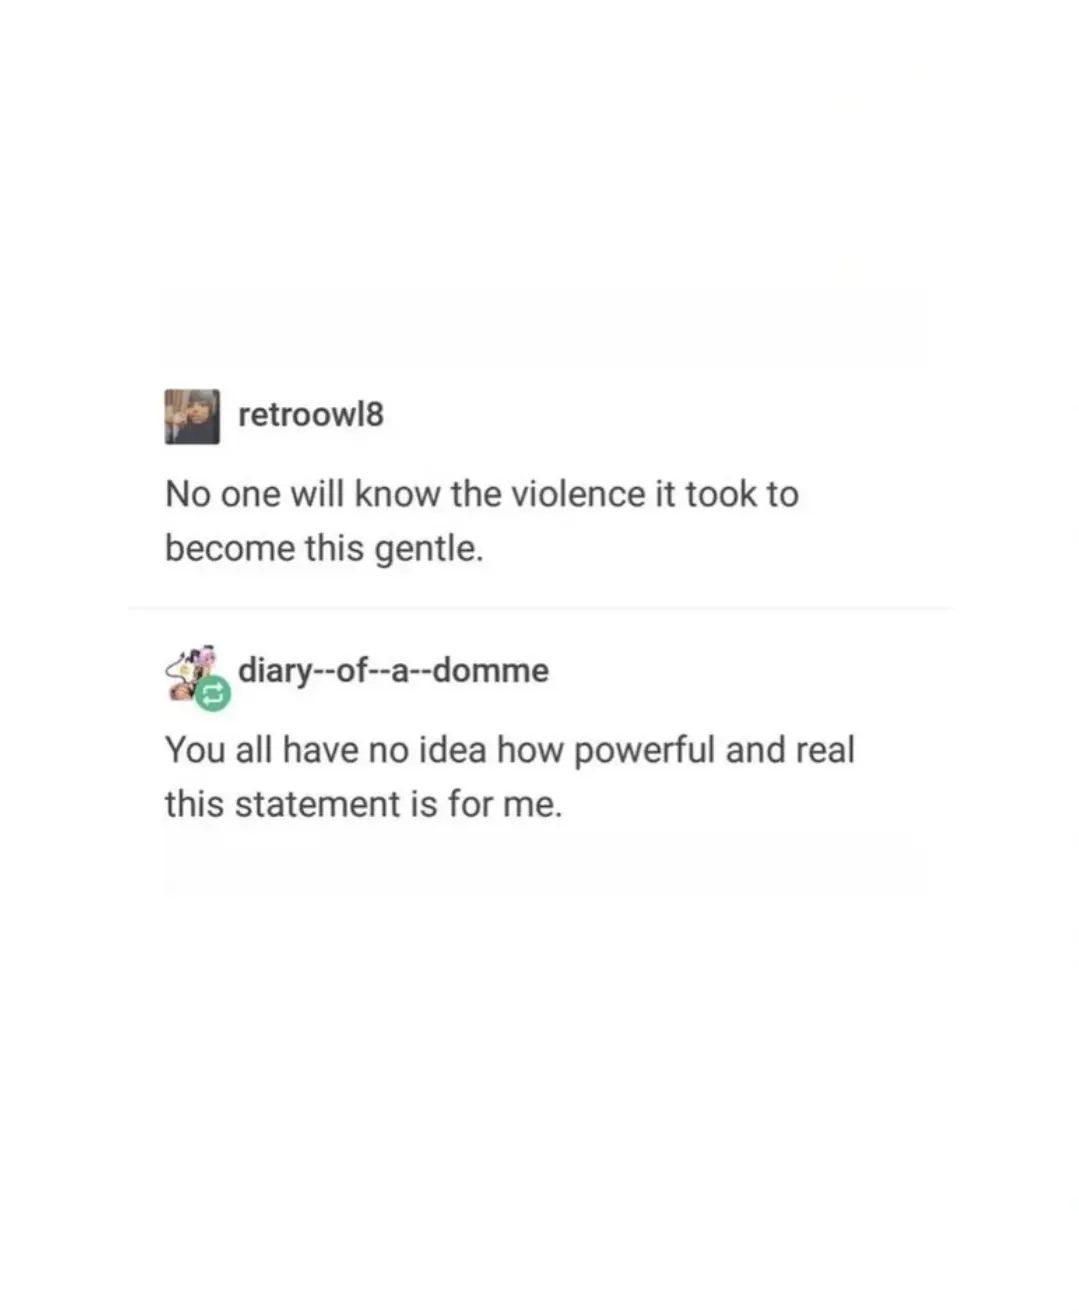 retroowl8
No one will know the violence it took to
become this gentle.
diary--of--a--domme
You all have no idea how powerful and real
this statement is for me.